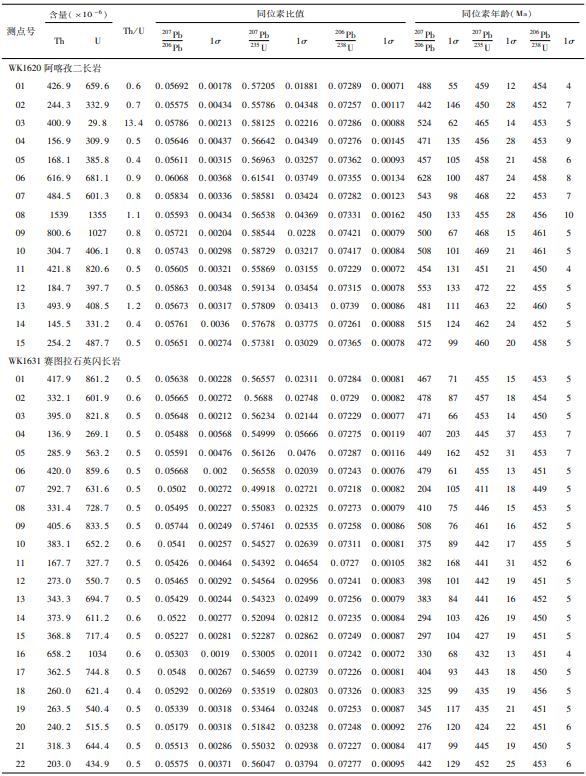 测点号 含量(×10−6) Th/U 同位素比值 同位素年龄(Ma)
Th U 207Pb/206Pb 1σ 207Pb/235U 1σ 206Pb/238U 1σ 207Pb/206Pb 1σ 207Pb/235U 1σ 206Pb/238U 1σ
WK1620 阿喀孜二长岩
01 426.9 659.6 0.6 0.05692 0.00178 0.57205 0.01881 0.07289 0.00071 488 55 459 12 454 4
02 244.3 332.9 0.7 0.05575 0.00434 0.55786 0.04348 0.07257 0.00117 442 146 450 28 452 7
03 400.9 29.8 13.4 0.05786 0.00213 0.58125 0.02216 0.07286 0.00088 524 62 465 14 453 5
04 156.9 309.9 0.5 0.05646 0.00437 0.56642 0.04349 0.07276 0.00145 471 135 456 28 453 9
05 168.1 385.8 0.4 0.05611 0.00315 0.56963 0.03257 0.07362 0.00093 457 105 458 21 458 6
06 616.9 681.1 0.9 0.06068 0.00368 0.61541 0.03749 0.07355 0.00134 628 100 487 24 458 8
07 484.5 601.3 0.8 0.05834 0.00336 0.58581 0.03424 0.07282 0.00123 543 98 468 22 453 7
08 1539 1355 1.1 0.05593 0.00434 0.56538 0.04369 0.07331 0.00162 450 133 455 28 456 10
09 800.6 1027 0.8 0.05721 0.00204 0.58544 0.0228 0.07421 0.00079 500 67 468 15 461 5
10 304.7 406.1 0.8 0.05743 0.00298 0.58729 0.03217 0.07417 0.00084 508 101 469 21 461 5
11 421.8 820.6 0.5 0.05605 0.00321 0.55869 0.03155 0.07229 0.00072 454 131 451 21 450 4
12 184.7 397.7 0.5 0.05863 0.00348 0.59134 0.03454 0.07315 0.00078 553 133 472 22 455 5
13 493.9 408.5 1.2 0.05673 0.00317 0.57809 0.03413 0.0739 0.00086 481 111 463 22 460 5
14 145.5 331.2 0.4 0.05761 0.0036 0.57678 0.03775 0.07261 0.00088 515 124 462 24 452 5
15 254.2 487.7 0.5 0.05651 0.00274 0.57381 0.03029 0.07365 0.00078 472 99 460 20 458 5
WK1631 赛图拉石英闪长岩
01 417.9 861.2 0.5 0.05638 0.00228 0.56557 0.02311 0.07284 0.00081 467 71 455 15 453 5
02 332.1 601.9 0.6 0.05665 0.00272 0.5688 0.02748 0.0729 0.00082 478 87 457 18 454 5
03 395.0 821.8 0.5 0.05648 0.00212 0.56234 0.02144 0.07229 0.00077 471 66 453 14 450 5
04 136.9 269.1 0.5 0.05488 0.00568 0.54999 0.05666 0.07275 0.00119 407 203 445 37 453 7
05 285.9 563.2 0.5 0.05591 0.00476 0.56126 0.0476 0.07287 0.00116 449 162 452 31 453 7
06 420.0 859.6 0.5 0.05668 0.002 0.56558 0.02039 0.07243 0.00076 479 61 455 13 451 5
07 292.7 631.6 0.5 0.0502 0.00272 0.49918 0.02721 0.07218 0.00082 204 105 411 18 449 5
08 331.4 728.7 0.5 0.05495 0.00227 0.55083 0.02325 0.07273 0.00079 410 75 446 15 453 5
09 405.6 833.5 0.5 0.05744 0.00249 0.57461 0.02535 0.07258 0.00086 508 76 461 16 452 5
10 383.1 652.2 0.6 0.0541 0.00257 0.54527 0.02639 0.07311 0.00081 375 89 442 17 455 5
11 167.7 327.7 0.5 0.05426 0.00464 0.54392 0.04654 0.0727 0.00105 382 168 441 31 452 6
12 273.0 550.7 0.5 0.05465 0.00292 0.54564 0.02956 0.07241 0.00083 398 101 442 19 451 5
13 343.3 694.7 0.5 0.05429 0.00244 0.54323 0.02499 0.07256 0.00079 383 84 441 16 452 5
14 373.9 611.2 0.6 0.0522 0.00277 0.52094 0.02812 0.07235 0.00084 294 103 426 19 450 5
15 368.8 717.4 0.5 0.05227 0.00281 0.52287 0.02862 0.07249 0.00087 297 104 427 19 451 5
16 658.2 1034 0.6 0.05303 0.0019 0.53005 0.02011 0.07242 0.00072 330 68 432 13 451 4
17 362.5 744.8 0.5 0.0548 0.00267 0.54659 0.02739 0.07226 0.00081 404 93 443 18 450 5
18 260.0 621.4 0.4 0.05292 0.00269 0.53519 0.02803 0.07326 0.00083 325 99 435 19 456 5
19 263.5 540.4 0.5 0.05339 0.00318 0.53464 0.03248 0.07253 0.00087 345 117 435 21 451 5
20 240.2 515.5 0.5 0.05179 0.00318 0.51842 0.03238 0.07248 0.00092 276 120 424 22 451 6
21 318.3 644.4 0.5 0.05513 0.00286 0.55032 0.02938 0.07227 0.00084 417 99 445 19 450 5
22 203.0 434.9 0.5 0.05575 0.00371 0.56047 0.03794 0.07277 0.00095 442 129 452 25 453 6